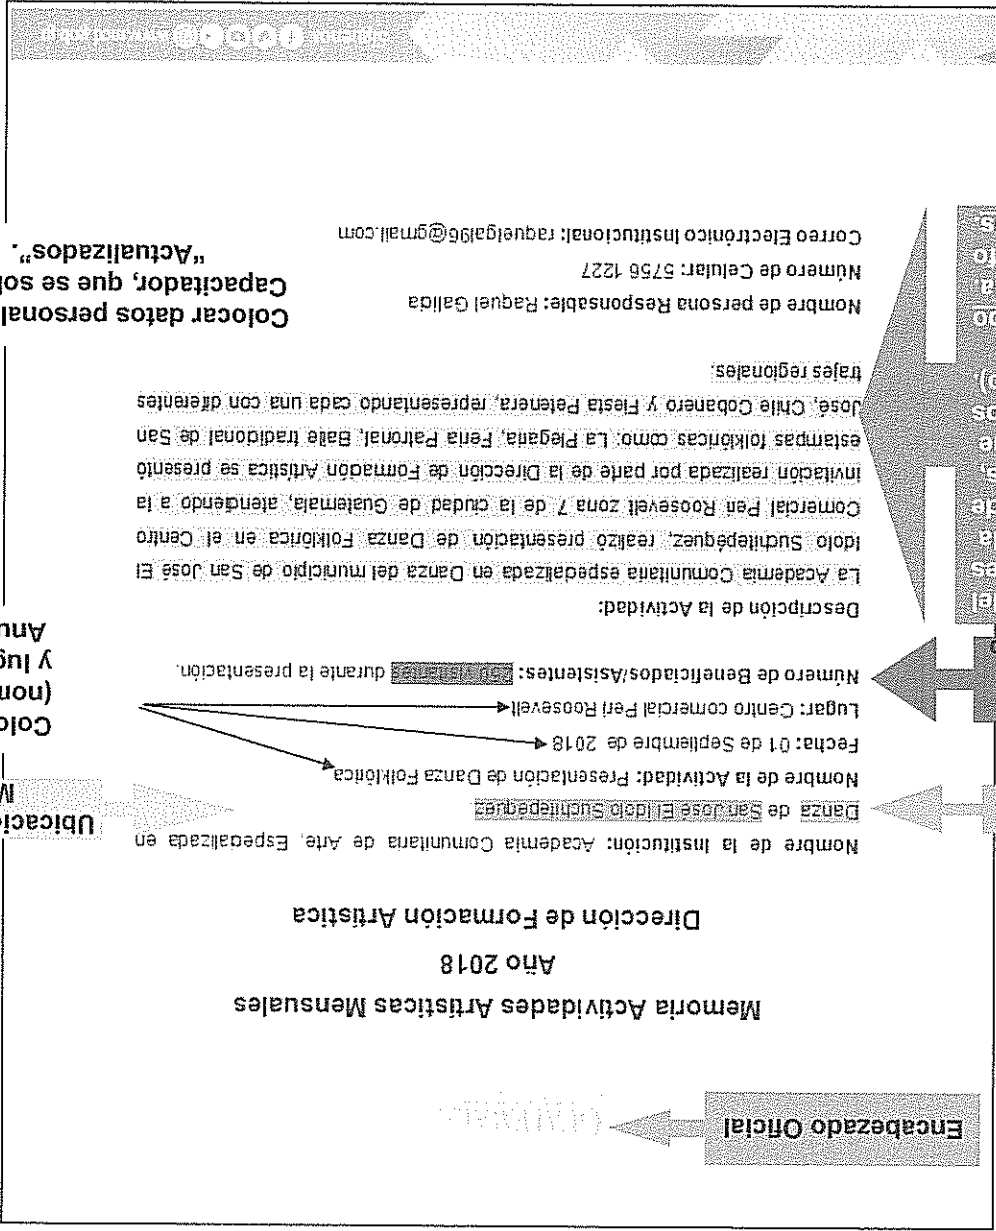 Encabezado Oficial
Memoria Actividades Artísticas Mensuales
Año 2018
Dirección de Formación Artística
Nombre de la Institución: Academia Comunitaria de Arte, Especializada en
Danza de San José El Idolo Suchitepéquez
Nombre de la Actividad: Presentación de Danza Folklórica
Fecha: 01 de Septiembre de 2018
Lugar: Centro comercial Peri Roosevelt
Número de Beneficiados/Asistentes: visitantes durante la presentación.
Descripción de la Actividad:
La Academia Comunitaria especializada en Danza del municipio de San José El
Idolo Suchitepéquez, realizó presentación de Danza Folklórica en el Centro
Comercial Peri Roosevelt zona 7 de la ciudad de Guatemala, atendiendo a la
invitación realizada por parte de la Dirección de Formación Artística se presentó
estampas folklóricas como: La Plegaria, Feria Patronal, Baile tradicional de San
José, Chile Cobanero y Fiesta Petenera, representando cada una con diferentes
trajes regionales.
Nombre de persona Responsable: Raquel Galicia
Número de Celular: 5756 1227
Correo Electrónico Institucional: raquelgal96@gmail.com
Ubicació
M
Colo
(nom
y lug
Anu
Colocar datos personal
Capacitador, que se sol
"Actualizados".